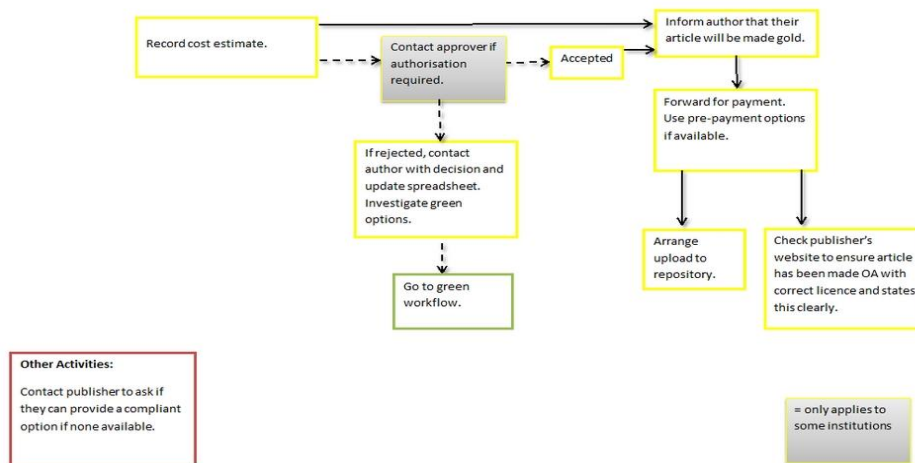 Record cost estimate.
Contact approver if
authorisation
required.
Accepted
Inform author that their
article will be made gold.
Forward for payment.
Use pre-payment options
if available.
If rejected, contact
author with decision and
update spreadsheet.
Investigate green
options.
Arrange
upload to
repository.
Check publisher's
website to ensure article
has been made OA with
correct licence and states
this clearly.
Go to green
workflow.
Other Activities:
Contact publisher to ask if
they can provide a compliant
option if none available.
= only applies to
some institutions